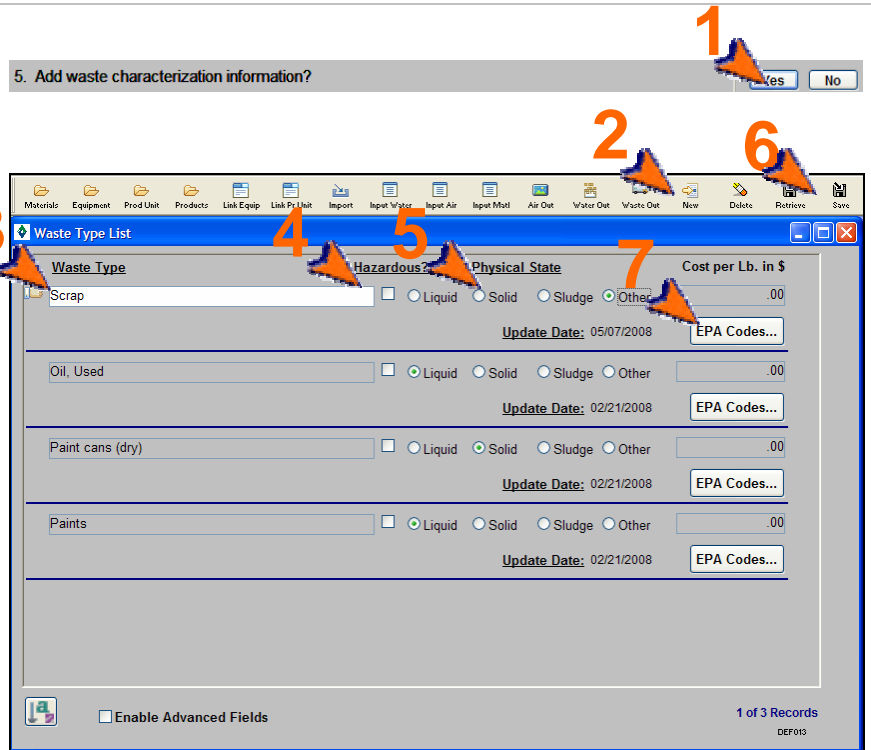 1
5. Add waste characterization information? Yes No
2 6
Materials Equipment Prod Unit Products Link Equip Link Pr Unit Import Input Water Input Air Input Matl Air Out Water Out Waste Out New Delete Retrieve Save
3 4 5 7
Waste Type List
Waste Type Hazardous? Physical State Cost per Lb. in $
Scrap Liquid Solid Sludge Other .00
Update Date: 05/07/2008 EPA Codes...
Oil, Used Liquid Solid Sludge Other .00
Update Date: 02/21/2008 EPA Codes...
Paint cans (dry) Liquid Solid Sludge Other .00
Update Date: 02/21/2008 EPA Codes...
Paints Liquid Solid Sludge Other .00
Update Date: 02/21/2008 EPA Codes...
Enable Advanced Fields 1 of 3 Records
DEF013